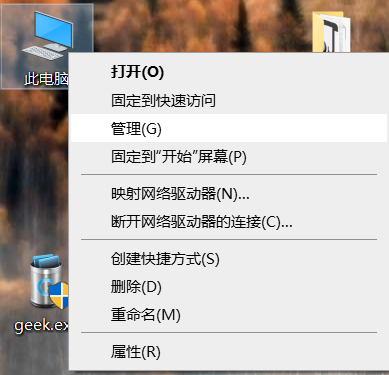 此电脑
打开(O)
固定到快速访问
管理(G)
固定到“开始”屏幕(P)
映射网络驱动器(N)...
断开网络驱动器的连接(C)...
创建快捷方式(S)
删除(D)
重命名(M)
属性(R)
geek.ex